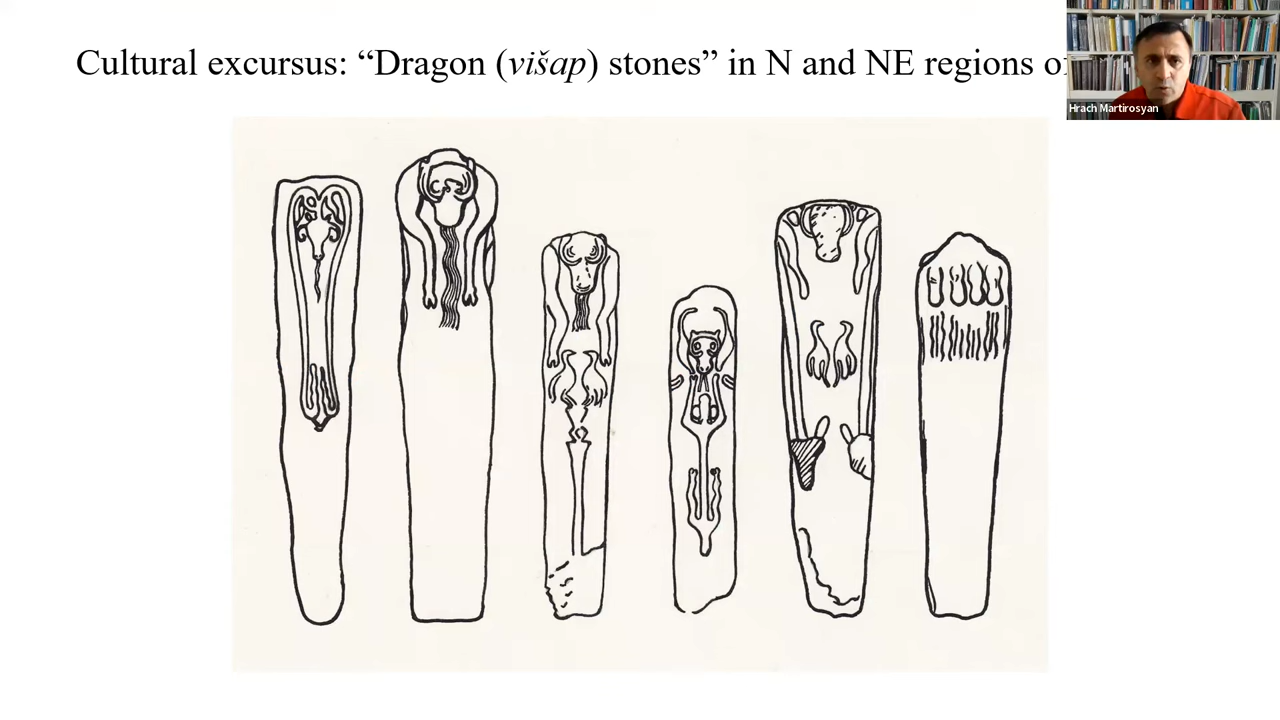 Cultural excursus: “Dragon (višap) stones” in N and NE regions
Hrach Martirosyan